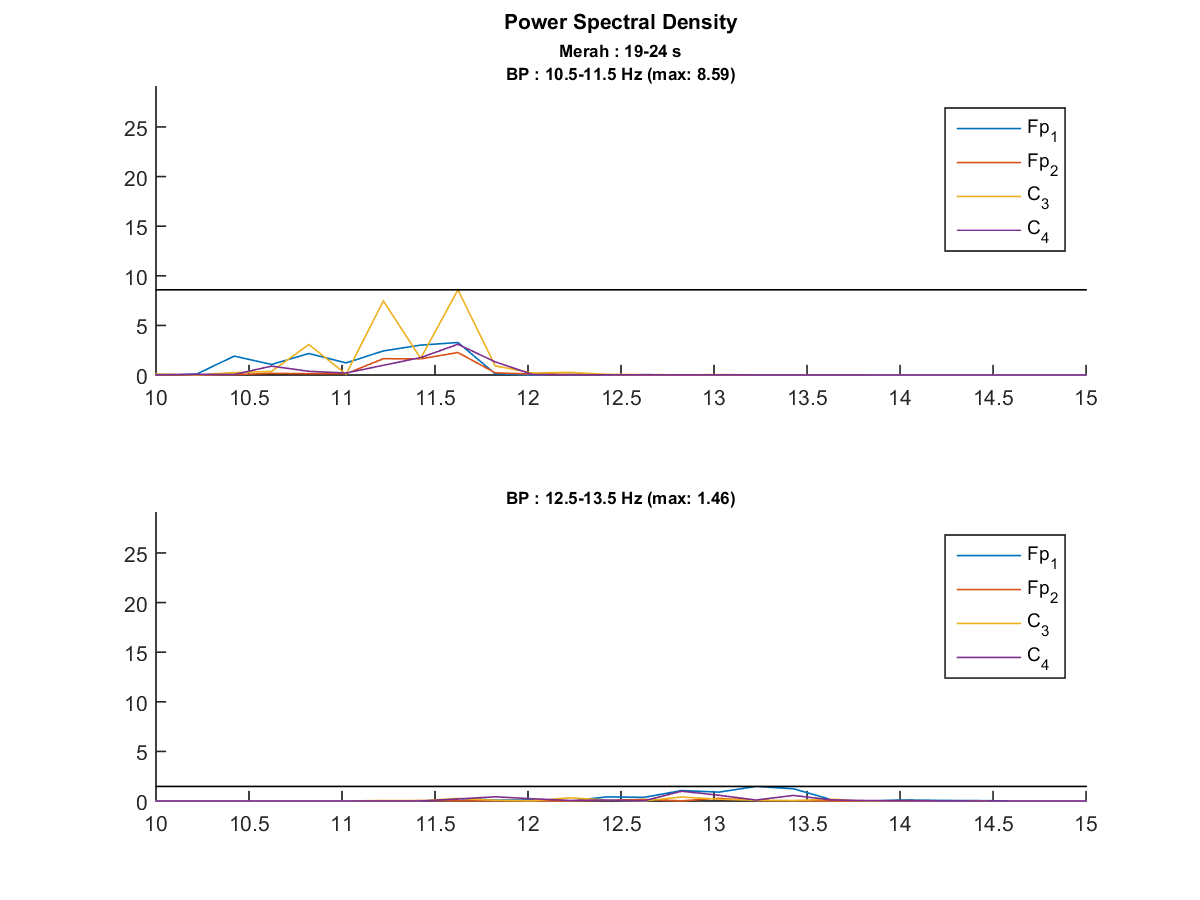 Power Spectral Density
Merah : 19-24 s
BP : 10.5-11.5 Hz (max: 8.59)
25
20
15
10
5
0
10 10.5 11 11.5 12 12.5 13 13.5 14 14.5 15
Fp1
Fp2
C3
C4
BP : 12.5-13.5 Hz (max: 1.46)
25
20
15
10
5
0
10 10.5 11 11.5 12 12.5 13 13.5 14 14.5 15
Fp1
Fp2
C3
C4